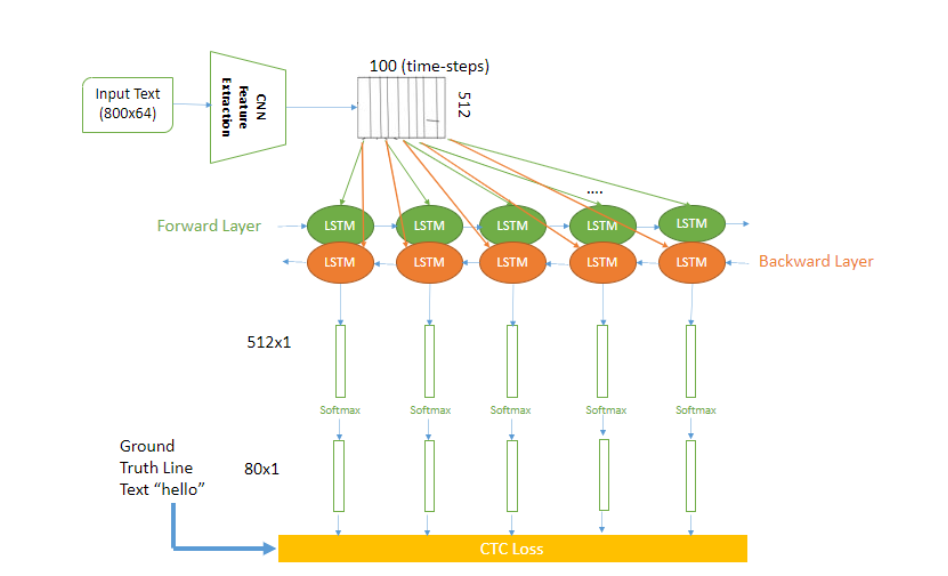 100 (time-steps)
Input Text
(800x64)
CNN
Feature
Extraction
512
....
Forward Layer
LSTM
LSTM
LSTM
LSTM
LSTM
LSTM
LSTM
LSTM
LSTM
LSTM
Backward Layer
512x1
Softmax
Softmax
Softmax
Softmax
Softmax
Ground
Truth Line
Text “hello”
80x1
CTC Loss